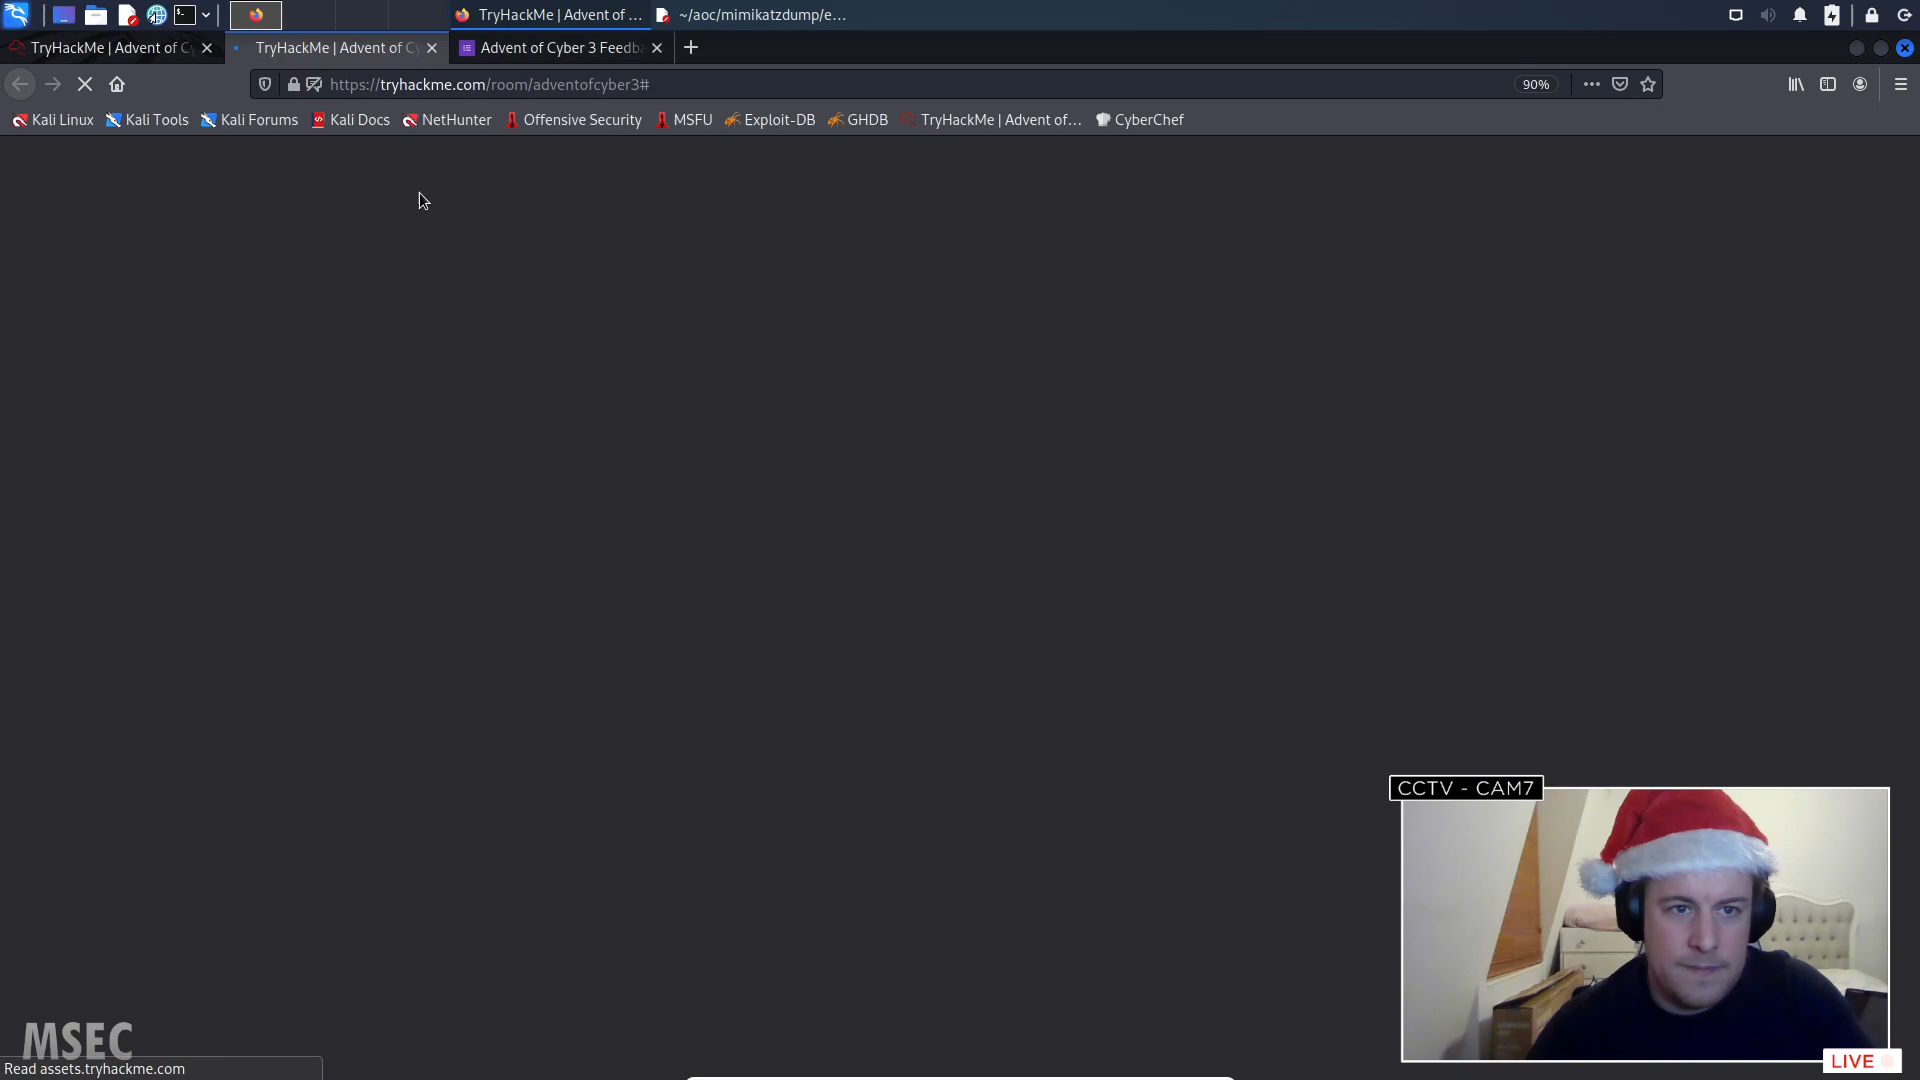 TryHackMe | Advent of ...
~/aoc/mimikatzdump/e...
TryHackMe | Advent of C
TryHackMe | Advent of Cy
Advent of Cyber 3 Feedba
https://tryhackme.com/room/adventofcyber3#
90%
Kali Linux
Kali Tools
Kali Forums
Kali Docs
NetHunter
Offensive Security
MSFU
Exploit-DB
GHDB
TryHackMe | Advent of...
CyberChef
CCTV - CAM7
MSEC
Read assets.tryhackme.com
LIVE